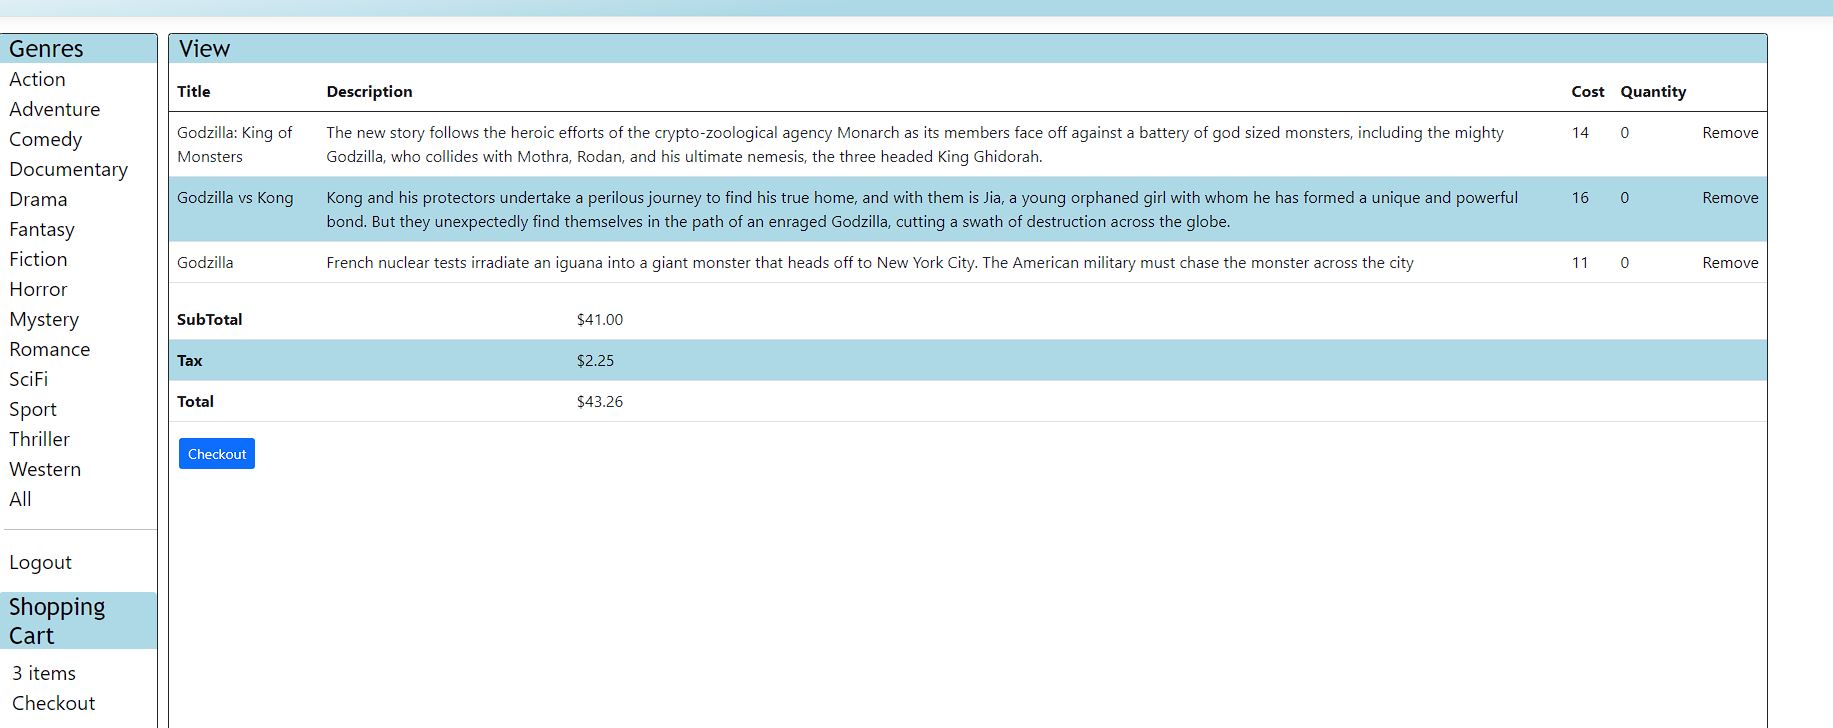 Genres
Action
Adventure
Comedy
Documentary
Drama
Fantasy
Fiction
Horror
Mystery
Romance
SciFi
Sport
Thriller
Western
All
Logout
Shopping
Cart
3 items
Checkout
View
Title Description Cost Quantity
Godzilla: King of Monsters The new story follows the heroic efforts of the crypto-zoological agency Monarch as its members face off against a battery of god sized monsters, including the mighty 14 0 Remove
Godzilla, who collides with Mothra, Rodan, and his ultimate nemesis, the three headed King Ghidorah.
Godzilla vs Kong Kong and his protectors undertake a perilous journey to find his true home, and with them is Jia, a young orphaned girl with whom he has formed a unique and powerful 16 0 Remove
bond. But they unexpectedly find themselves in the path of an enraged Godzilla, cutting a swath of destruction across the globe.
Godzilla French nuclear tests irradiate an iguana into a giant monster that heads off to New York City. The American military must chase the monster across the city 11 0 Remove
SubTotal $41.00
Tax $2.25
Total $43.26
Checkout